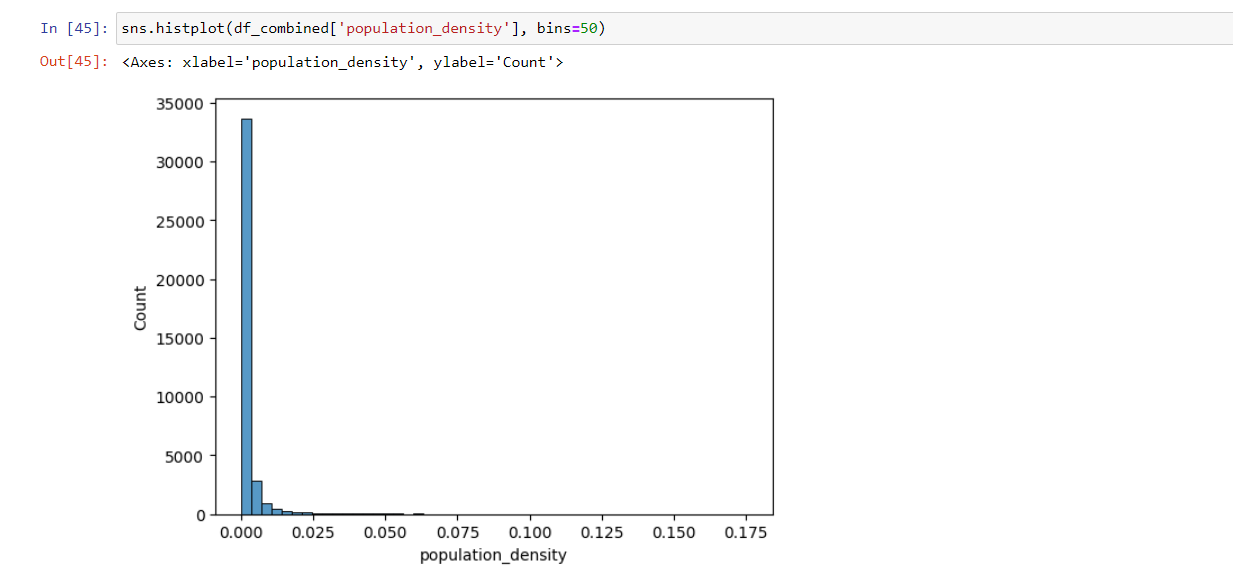 In [45]: sns.histplot(df_combined['population_density'], bins=50)
Out[45]: <Axes: xlabel='population_density', ylabel='Count'>
35000
30000
25000
20000
15000
10000
5000
0
Count
0.000 0.025 0.050 0.075 0.100 0.125 0.150 0.175
population_density